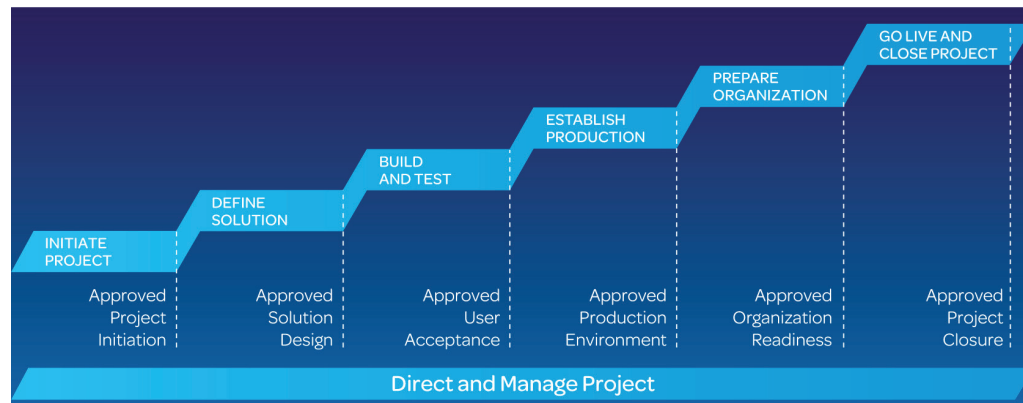 INITIATE
PROJECT
DEFINE
SOLUTION
BUILD
AND TEST
ESTABLISH
PRODUCTION
PREPARE
ORGANIZATION
GO LIVE AND
CLOSE PROJECT
Approved
Project
Initiation
Approved
Solution
Design
Approved
User
Acceptance
Approved
Production
Environment
Approved
Organization
Readiness
Approved
Project
Closure
Direct and Manage Project